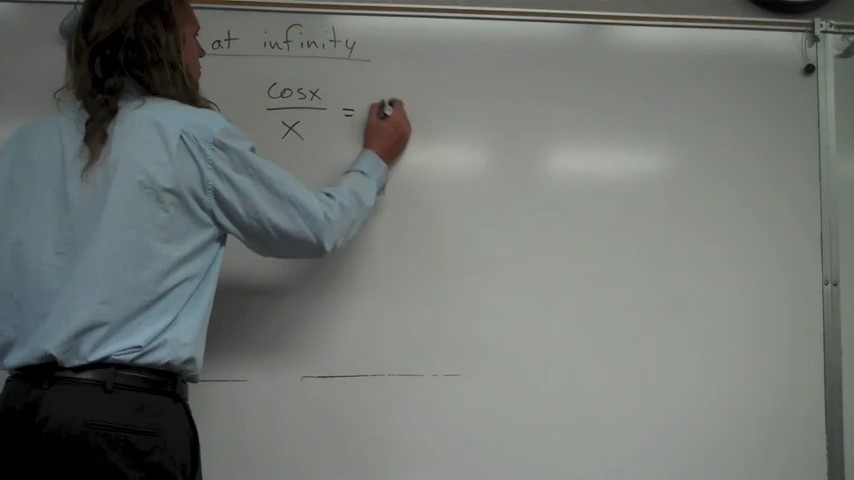 at infinity
cosx
x
=